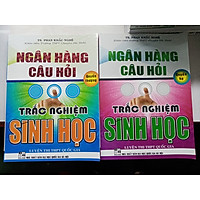 TS. PHAN KHẮC NGHỆ
NGÂN HÀNG
CÂU HỎI
TRẮC NGHIỆM
SINH HỌC
LUYỆN THI THPT QUỐC GIA
TS. PHAN KHẮC NGHỆ
NGÂN HÀNG
CÂU HỎI
TRẮC NGHIỆM
SINH HỌC
LUYỆN THI THPT QUỐC GIA